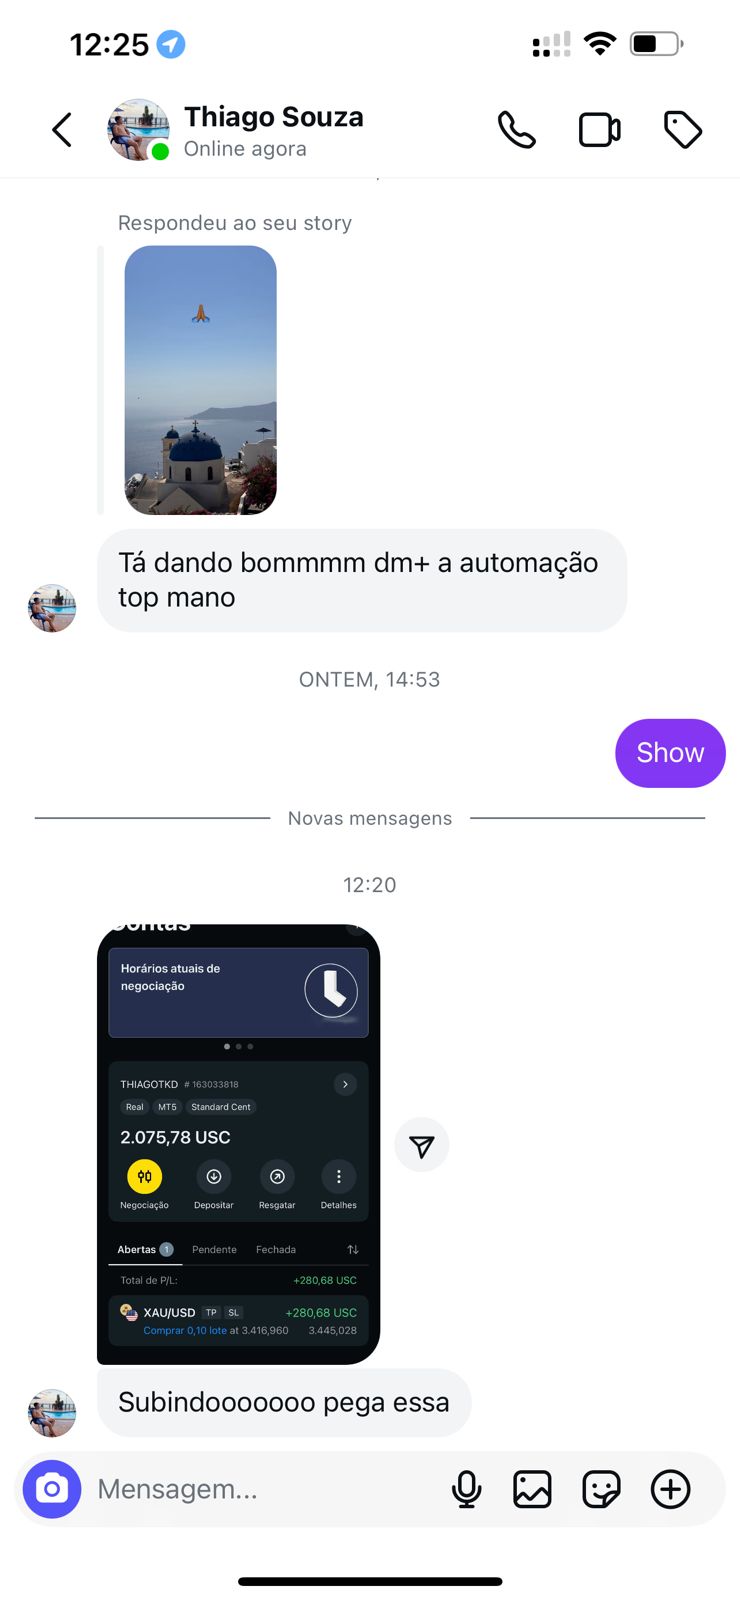 12:25
Thiago Souza
Online agora
Respondeu ao seu story
Tá dando bommmm dm+ a automação
top mano
ONTEM, 14:53
Show
Novas mensagens
12:20
Contas
Horários atuais de
negociação
THIAGOTKD # 163033818
Real MT5 Standard Cent
2.075,78 USC
Negociação Depositar Resgatar Detalhes
Abertas 1 Pendente Fechada
Total de P/L: +280,68 USC
XAU/USD TP SL +280,68 USC
Comprar 0,10 lote at 3.416,960 3.445,028
Subindooooooo pega essa
Mensagem...